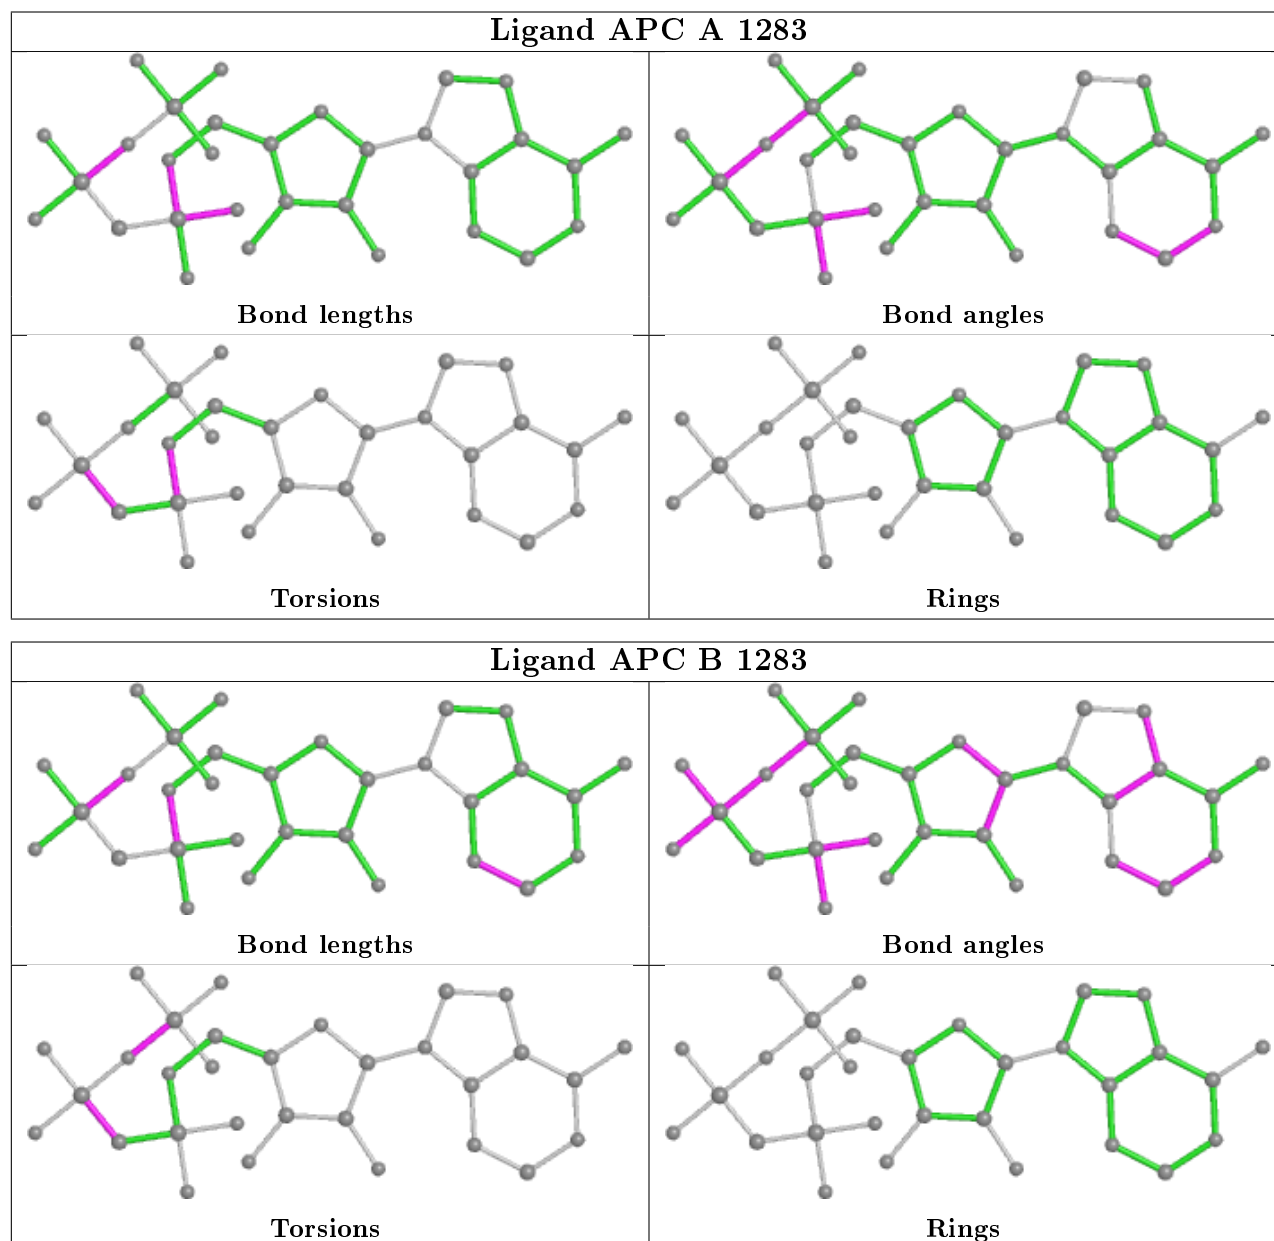 Ligand APC A 1283
Bond lengths
Bond angles
Torsions
Rings
Ligand APC B 1283
Bond lengths
Bond angles
Torsions
Rings